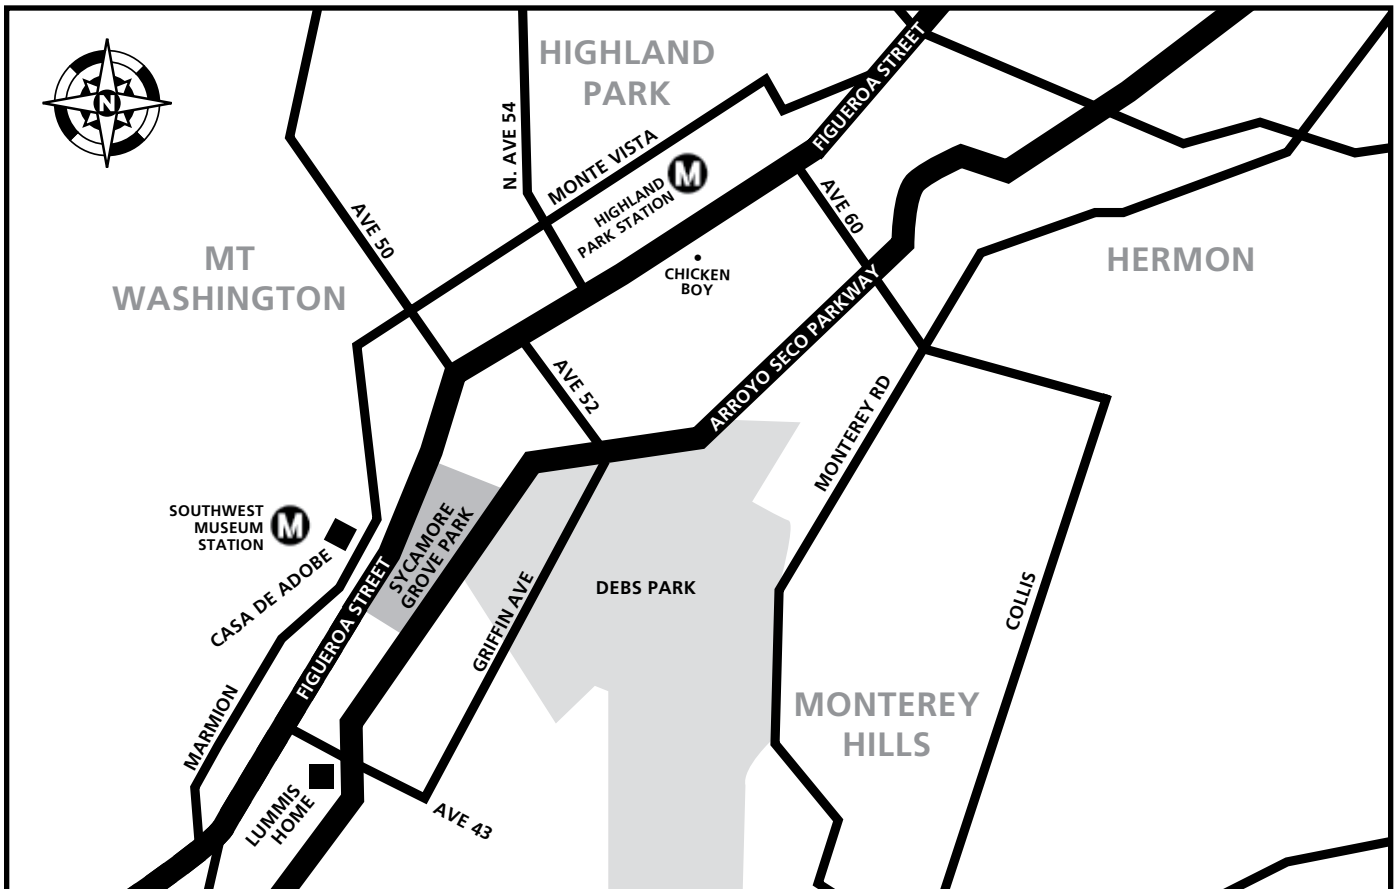 HIGHLAND
PARK
FIGUEROA STREET
N
N. AVE 54
MONTE VISTA
HIGHLAND
PARK STATION
M
AVE 50
AVE 60
MT
WASHINGTON
HERMON
CHICKEN
BOY
ARROYO SECO PARKWAY
AVE 52
MONTEREY RD
SOUTHWEST
MUSEUM
STATION
M
CASA DE ADOBE
SYCAMORE
GROVE PARK
FIGUEROA STREET
GRIFFIN AVE
DEBS PARK
COLLIS
MARMION
MONTEREY
HILLS
LUMMIS
HOME
AVE 43